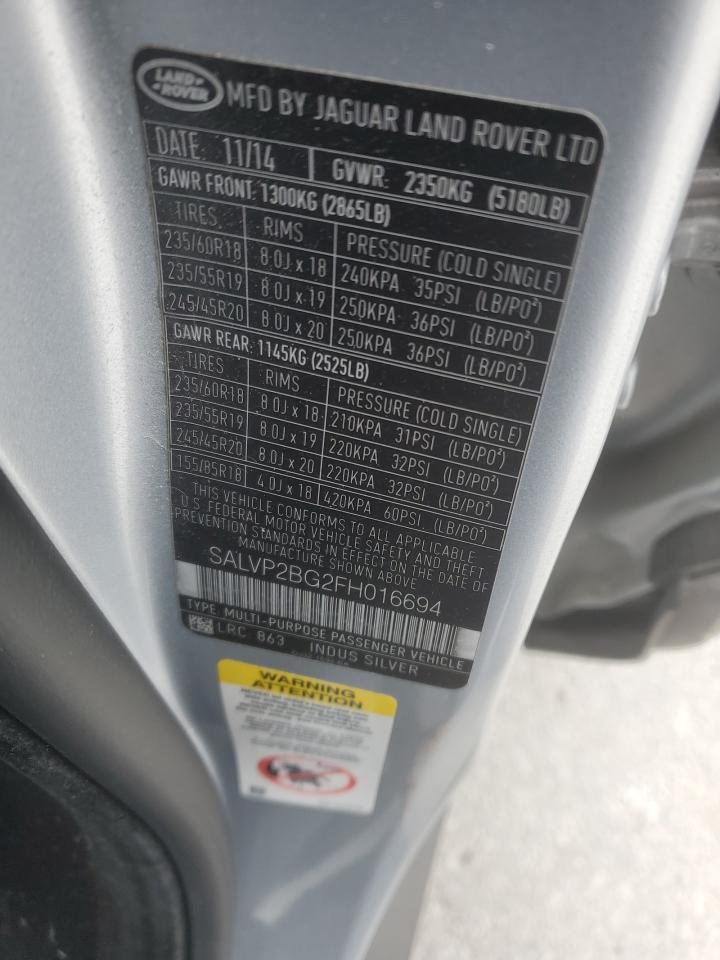 LAND ROVER
MFD BY JAGUAR LAND ROVER LTD
DATE: 11/14 GVWR: 2350KG (5180LB)
GAWR FRONT: 1300KG (2865LB)
TIRES RIMS PRESSURE (COLD SINGLE)
235/60R18 8.0J x 18 240KPA 35PSI (LB/PO²)
235/55R19 8.0J x 19 250KPA 36PSI (LB/PO²)
245/45R20 8.0J x 20 250KPA 36PSI (LB/PO²)
GAWR REAR: 1145KG (2525LB)
TIRES RIMS PRESSURE (COLD SINGLE)
235/60R18 8.0J x 18 210KPA 31PSI (LB/PO²)
235/55R19 8.0J x 19 220KPA 32PSI (LB/PO²)
245/45R20 8.0J x 20 220KPA 32PSI (LB/PO²)
155/85R18 4.0J x 18 420KPA 60PSI (LB/PO²)
THIS VEHICLE CONFORMS TO ALL APPLICABLE
U.S. FEDERAL MOTOR VEHICLE SAFETY AND THEFT
PREVENTION STANDARDS IN EFFECT ON THE DATE OF
MANUFACTURE SHOWN ABOVE
SALVP2BG2FH016694
TYPE: MULTI-PURPOSE PASSENGER VEHICLE
LRC 863 INDUS SILVER
WARNING
ATTENTION